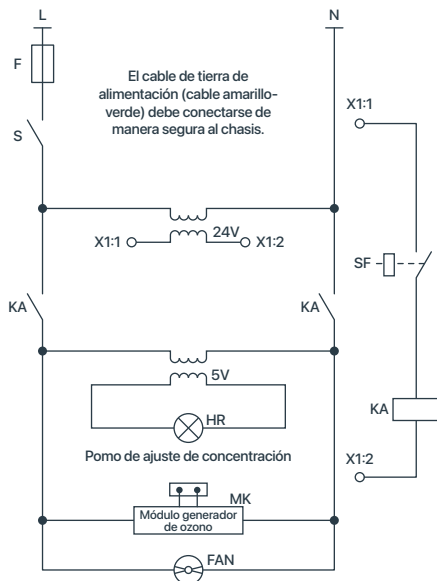 L
N
F
El cable de tierra de
alimentación (cable amarillo-
verde) debe conectarse de
manera segura al chasis.
X1:1
S
24V
X1:1
X1:2
SF
KA
KA
5V
HR
KA
Pomo de ajuste de concentración
X1:2
MK
Módulo generador
de ozono
FAN